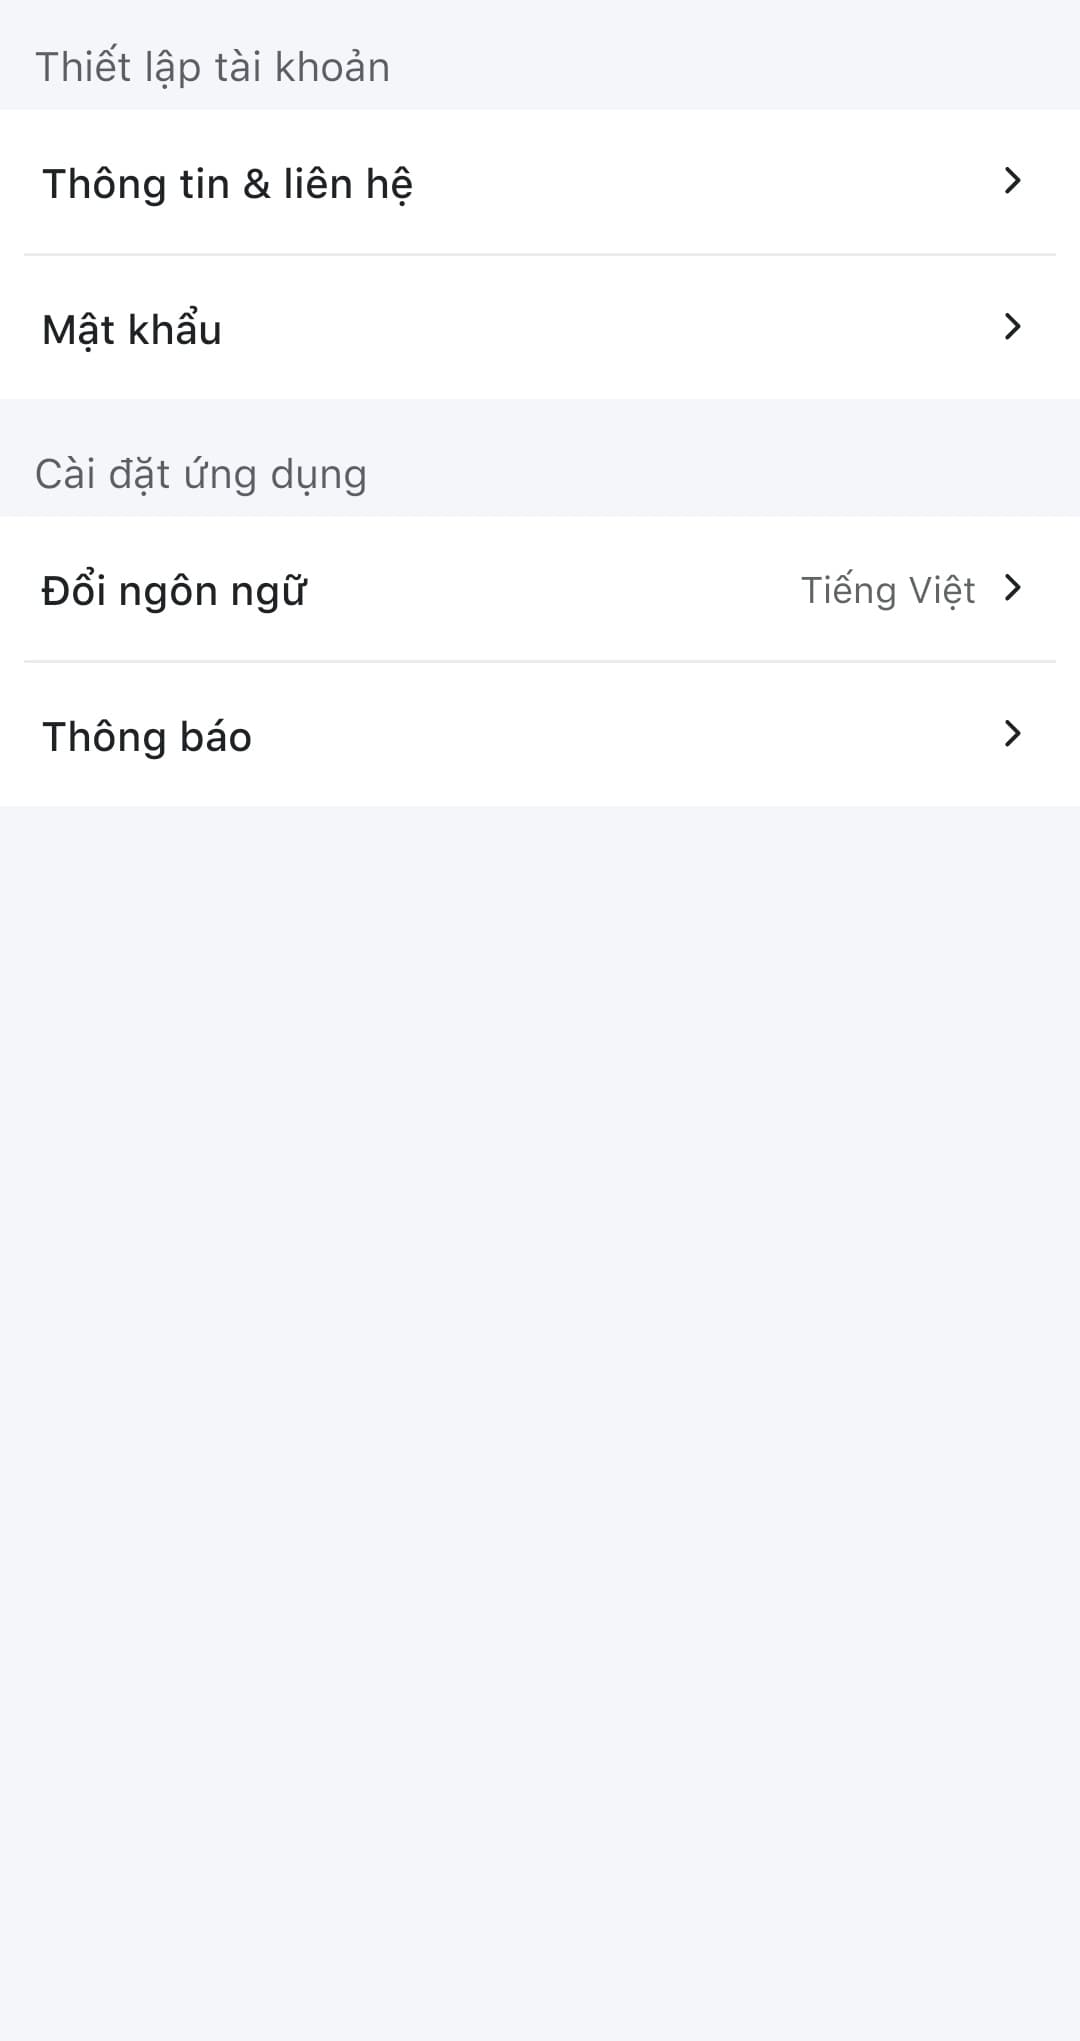 Thiết lập tài khoản
Thông tin & liên hệ
Mật khẩu
Cài đặt ứng dụng
Đổi ngôn ngữ Tiếng Việt
Thông báo